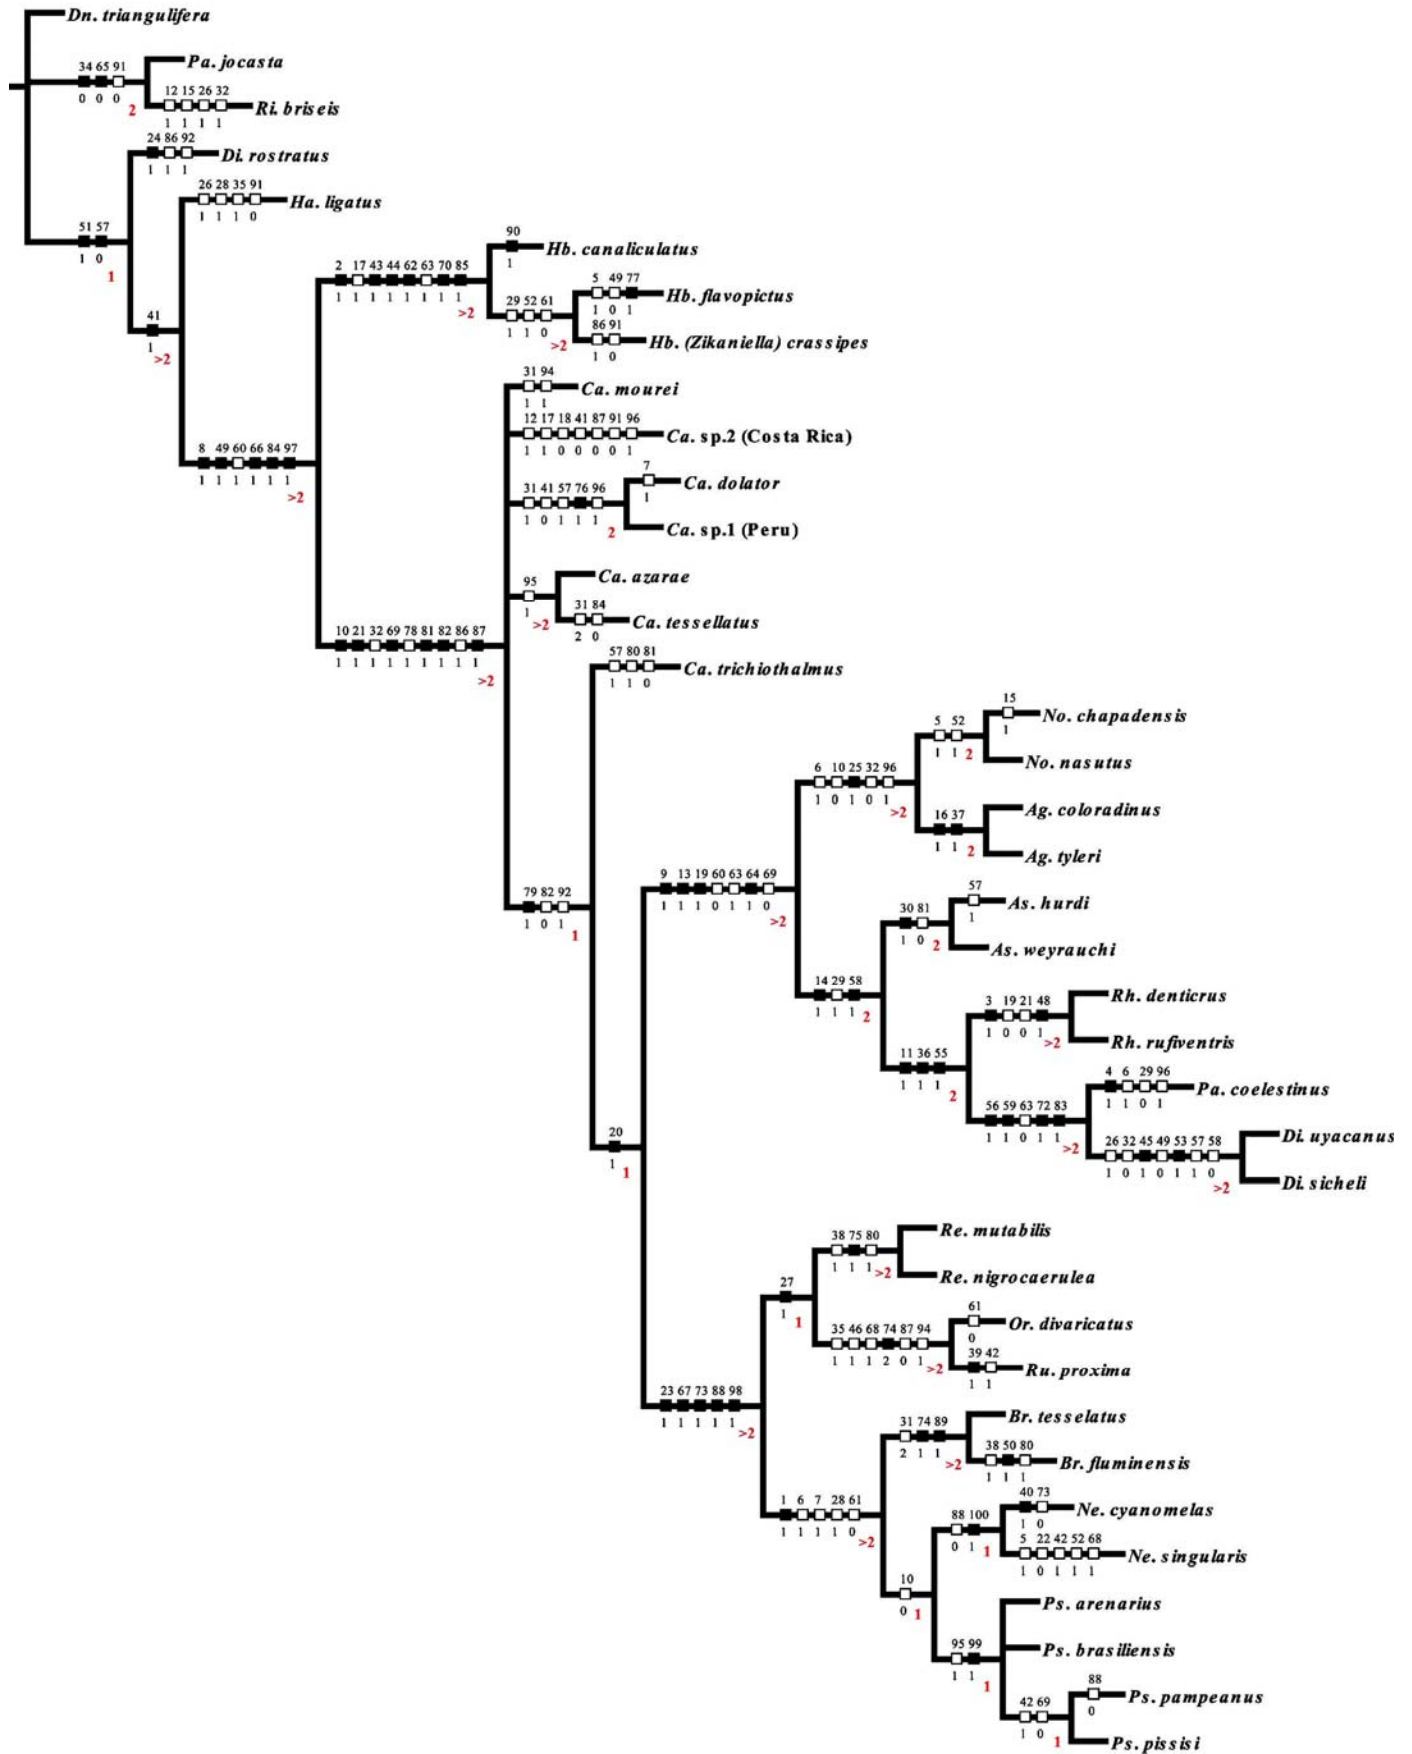 Dn. triangulifera
34 65 91
0 0 0
2
Pa. jocasta
12 15 26 32
1 1 1 1
Ri. briseis
24 86 92
1 1 1
Di. rostratus
26 28 35 91
1 1 1 0
Ha. ligatus
51 57
1 0
1
41
1
>2
90
1
Hb. canaliculatus
2 17 43 44 62 63 70 85
1 1 1 1 1 1 1 1
>2
5 49 77
1 0 1
Hb. flavopictus
29 52 61
1 1 0
>2
86 91
1 0
Hb. (Zikaniella) crassipes
31 94
1 1
Ca. mourei
12 17 18 41 87 91 96
1 1 0 0 0 0 1
Ca. sp.2 (Costa Rica)
8 49 60 66 84 97
1 1 1 1 1 1
>2
7
1
Ca. dolator
31 41 57 76 96
1 0 1 1 1
2
Ca. sp.1 (Peru)
95
1
>2
Ca. azarae
31 84
2 0
Ca. tessellatus
10 21 32 69 78 81 82 86 87
1 1 1 1 1 1 1 1 1
>2
57 80 81
1 1 0
Ca. trichiothalmus
15
1
No. chapadensis
5 52
1 1
2
No. nasutus
6 10 25 32 96
1 0 1 0 1
>2
Ag. coloradinus
16 37
1 1
2
Ag. tyleri
9 13 19 60 63 64 69
1 1 1 0 1 1 0
>2
79 82 92
1 0 1
1
57
1
As. hurdi
30 81
1 0
2
As. weyrauchi
14 29 58
1 1 1
2
Rh. denticrus
3 19 21 48
1 0 0 1
>2
Rh. rufiventris
11 36 55
1 1 1
2
4 6 29 96
1 1 0 1
Pa. coelestinus
56 59 63 72 83
1 1 0 1 1
>2
Di. uyacanus
26 32 45 49 53 57 58
1 0 1 0 1 1 0
>2
Di. sicheli
20
1
1
Re. mutabilis
38 75 80
1 1 1
>2
Re. nigrocaerulea
27
1
1
61
0
Or. divaricatus
35 46 68 74 87 94
1 1 1 2 0 1
>2
39 42
1 1
Ru. proxima
23 67 73 88 98
1 1 1 1 1
>2
Br. tesselatus
31 74 89
2 1 1
>2
38 50 80
1 1 1
Br. fluminensis
1 6 7 28 61
1 1 1 1 0
>2
40 73
1 0
Ne. cyanomelas
88 100
0 1
1
5 22 42 52 68
1 0 1 1 1
Ne. singularis
10
0
1
Ps. arenarius
95 99
1 1
1
Ps. brasiliensis
88
0
Ps. pampeanus
42 69
1 0
1
Ps. pissisi